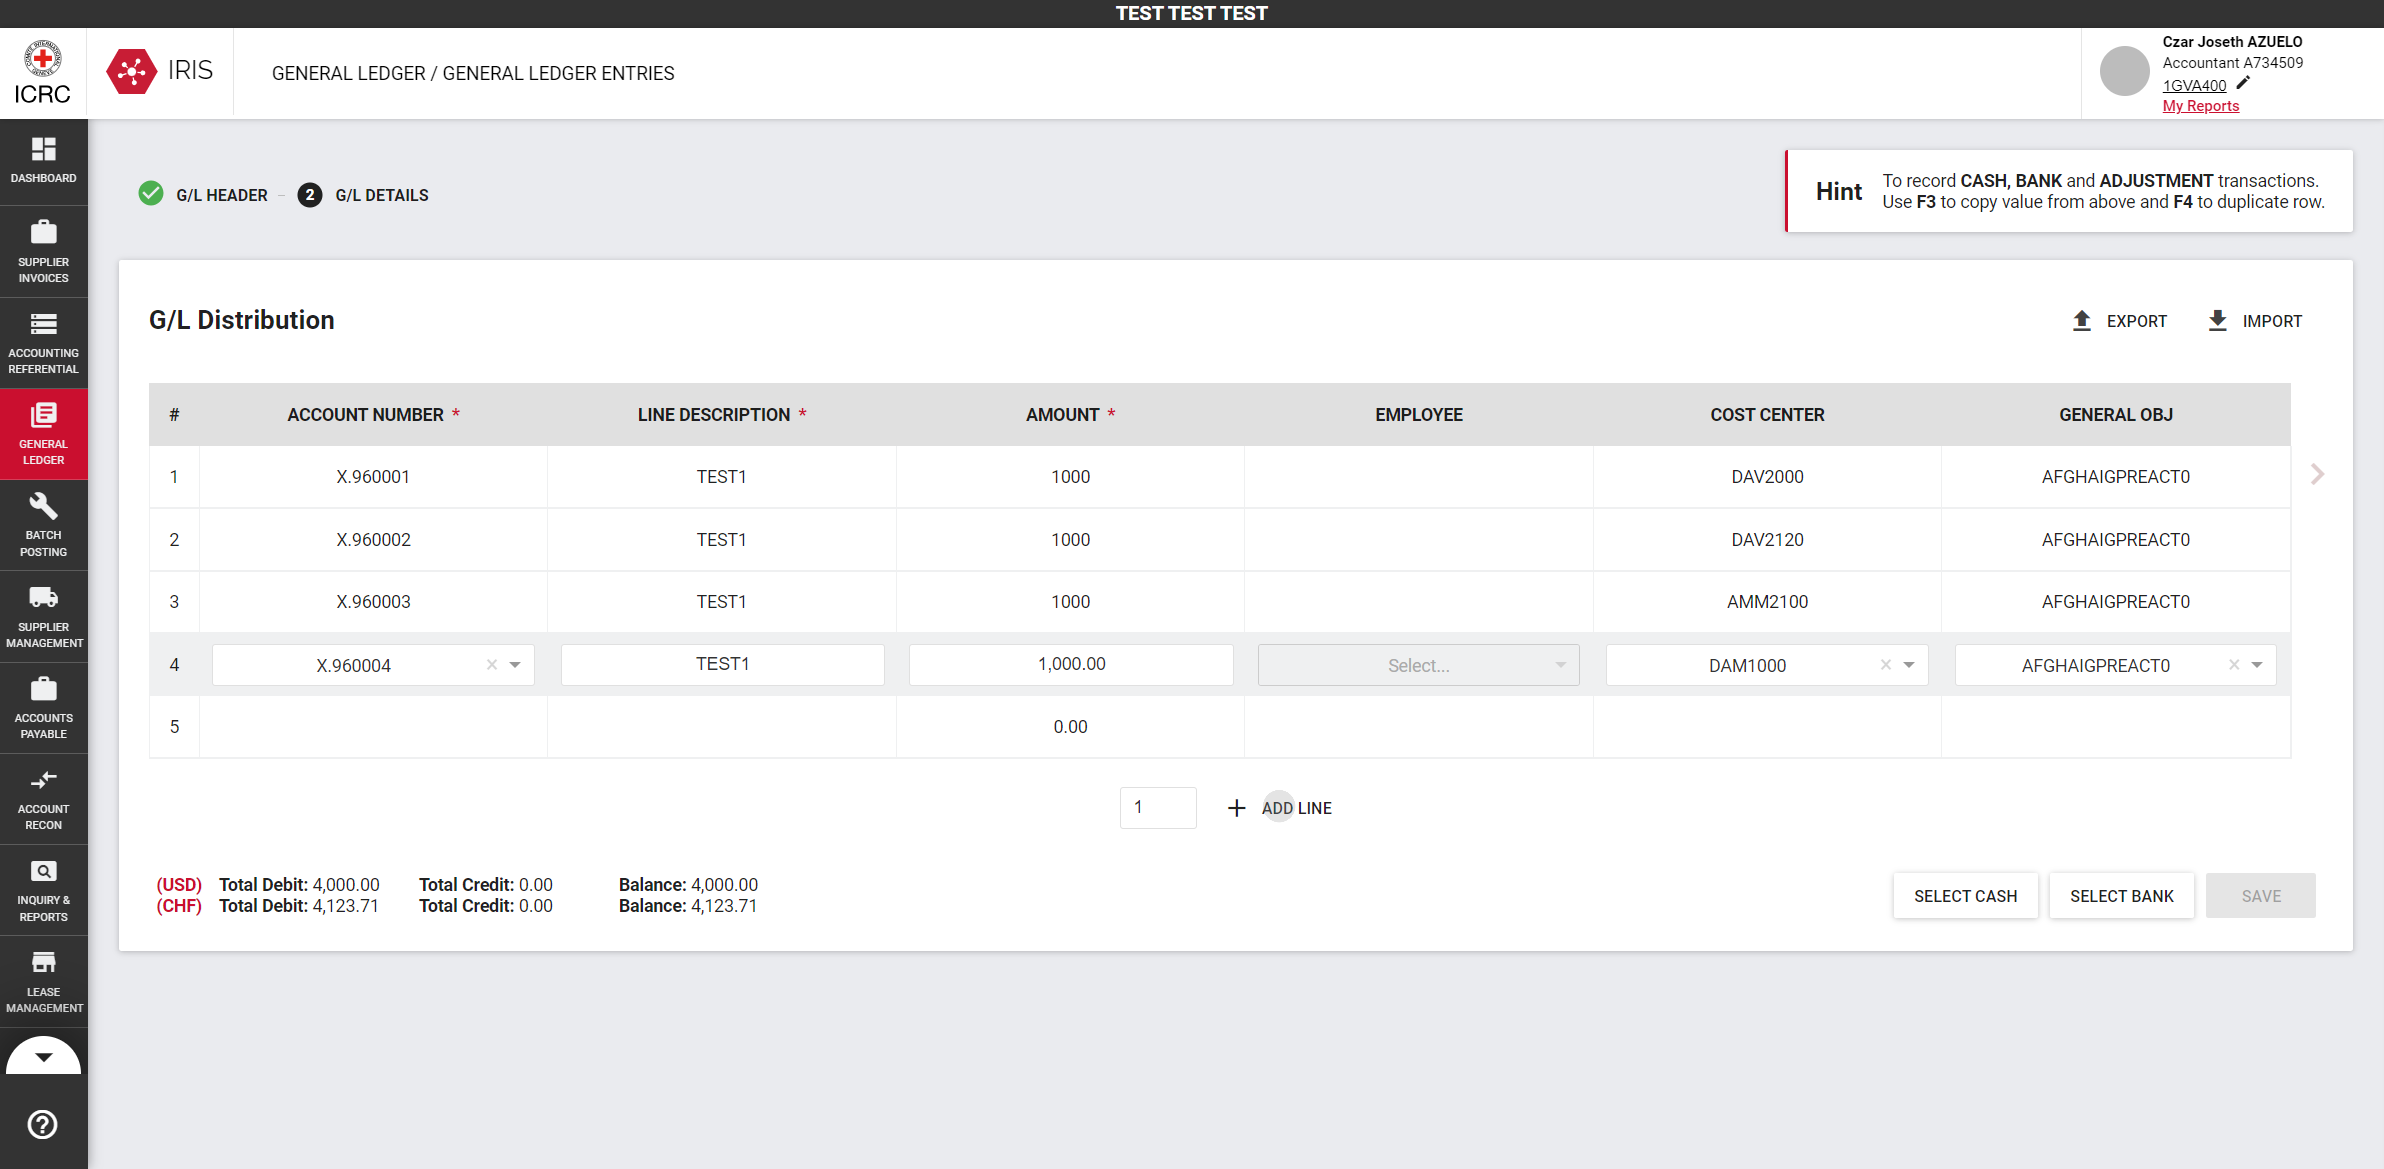 TEST TEST TEST
ICRC
IRIS
GENERAL LEDGER / GENERAL LEDGER ENTRIES
Czar Joseth AZUELO
Accountant A734509
1GVA400
My Reports
DASHBOARD
SUPPLIER
INVOICES
ACCOUNTING
REFERENTIAL
GENERAL
LEDGER
BATCH
POSTING
SUPPLIER
MANAGEMENT
ACCOUNTS
PAYABLE
ACCOUNT
RECON
INQUIRY &
REPORTS
LEASE
MANAGEMENT
G/L HEADER – 2 G/L DETAILS
Hint
To record CASH, BANK and ADJUSTMENT transactions.
Use F3 to copy value from above and F4 to duplicate row.
G/L Distribution
EXPORT IMPORT
# ACCOUNT NUMBER * LINE DESCRIPTION * AMOUNT * EMPLOYEE COST CENTER GENERAL OBJ
1 X.960001 TEST1 1000 DAV2000 AFGHAIGPREACT0
2 X.960002 TEST1 1000 DAV2120 AFGHAIGPREACT0
3 X.960003 TEST1 1000 AMM2100 AFGHAIGPREACT0
4 X.960004 TEST1 1,000.00 Select... DAM1000 AFGHAIGPREACT0
5 0.00
1 + ADD LINE
(USD) Total Debit: 4,000.00 Total Credit: 0.00 Balance: 4,000.00
(CHF) Total Debit: 4,123.71 Total Credit: 0.00 Balance: 4,123.71
SELECT CASH SELECT BANK SAVE